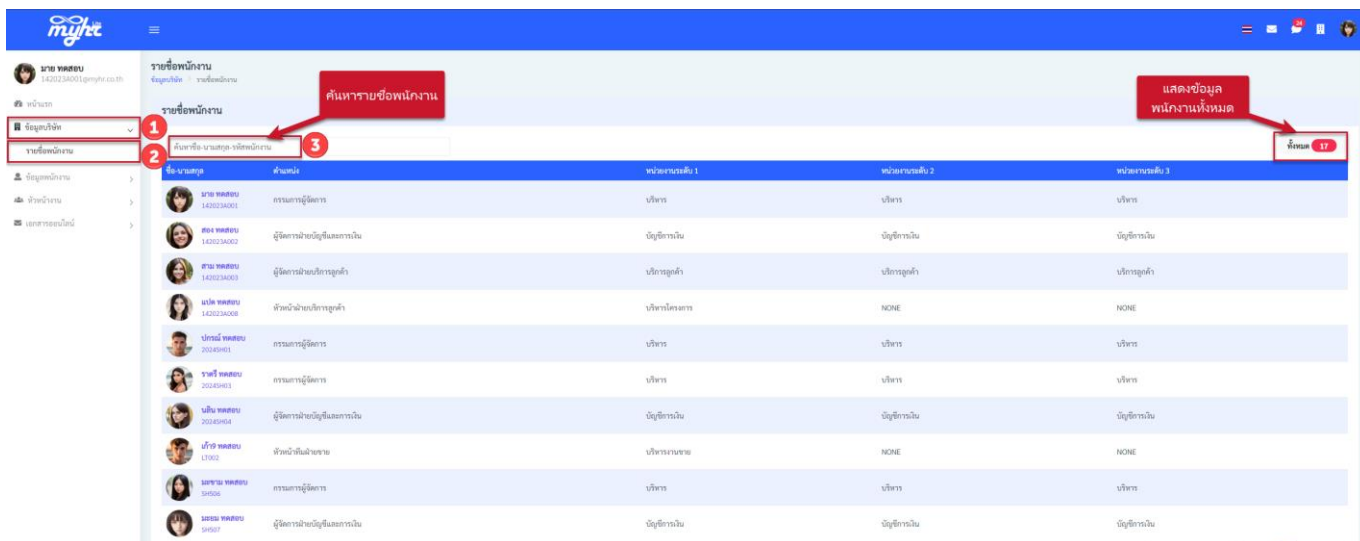 myhr Lite
24
มาย ทดสอบ
142023A001@myhr.co.th
หน้าแรก
ข้อมูลบริษัท
รายชื่อพนักงาน
ข้อมูลพนักงาน
หัวหน้างาน
เอกสารออนไลน์
รายชื่อพนักงาน
ข้อมูลบริษัท รายชื่อพนักงาน
รายชื่อพนักงาน
ค้นหารายชื่อพนักงาน
แสดงข้อมูล
พนักงานทั้งหมด
1
2
3
ค้นหาชื่อ-นามสกุล-รหัสพนักงาน
ทั้งหมด 17
ชื่อ-นามสกุล ตำแหน่ง หน่วยงานระดับ 1 หน่วยงานระดับ 2 หน่วยงานระดับ 3
มาย ทดสอบ
142023A001 กรรมการผู้จัดการ บริหาร บริหาร บริหาร
สอง ทดสอบ
142023A002 ผู้จัดการฝ่ายบัญชีและการเงิน บัญชีการเงิน บัญชีการเงิน บัญชีการเงิน
สาม ทดสอบ
142023A003 ผู้จัดการฝ่ายบริการลูกค้า บริการลูกค้า บริการลูกค้า บริการลูกค้า
แปด ทดสอบ
142023A008 หัวหน้าฝ่ายบริการลูกค้า บริหารโครงการ NONE NONE
ปกรณ์ ทดสอบ
2024SH01 กรรมการผู้จัดการ บริหาร บริหาร บริหาร
ราตรี ทดสอบ
2024SH03 กรรมการผู้จัดการ บริหาร บริหาร บริหาร
นลิน ทดสอบ
2024SH04 ผู้จัดการฝ่ายบัญชีและการเงิน บัญชีการเงิน บัญชีการเงิน บัญชีการเงิน
เก้า9 ทดสอบ
LT002 หัวหน้าทีมฝ่ายขาย บริหารงานขาย NONE NONE
มะขาม ทดสอบ
SHS06 กรรมการผู้จัดการ บริหาร บริหาร บริหาร
มะยม ทดสอบ
SHS07 ผู้จัดการฝ่ายบัญชีและการเงิน บัญชีการเงิน บัญชีการเงิน บัญชีการเงิน